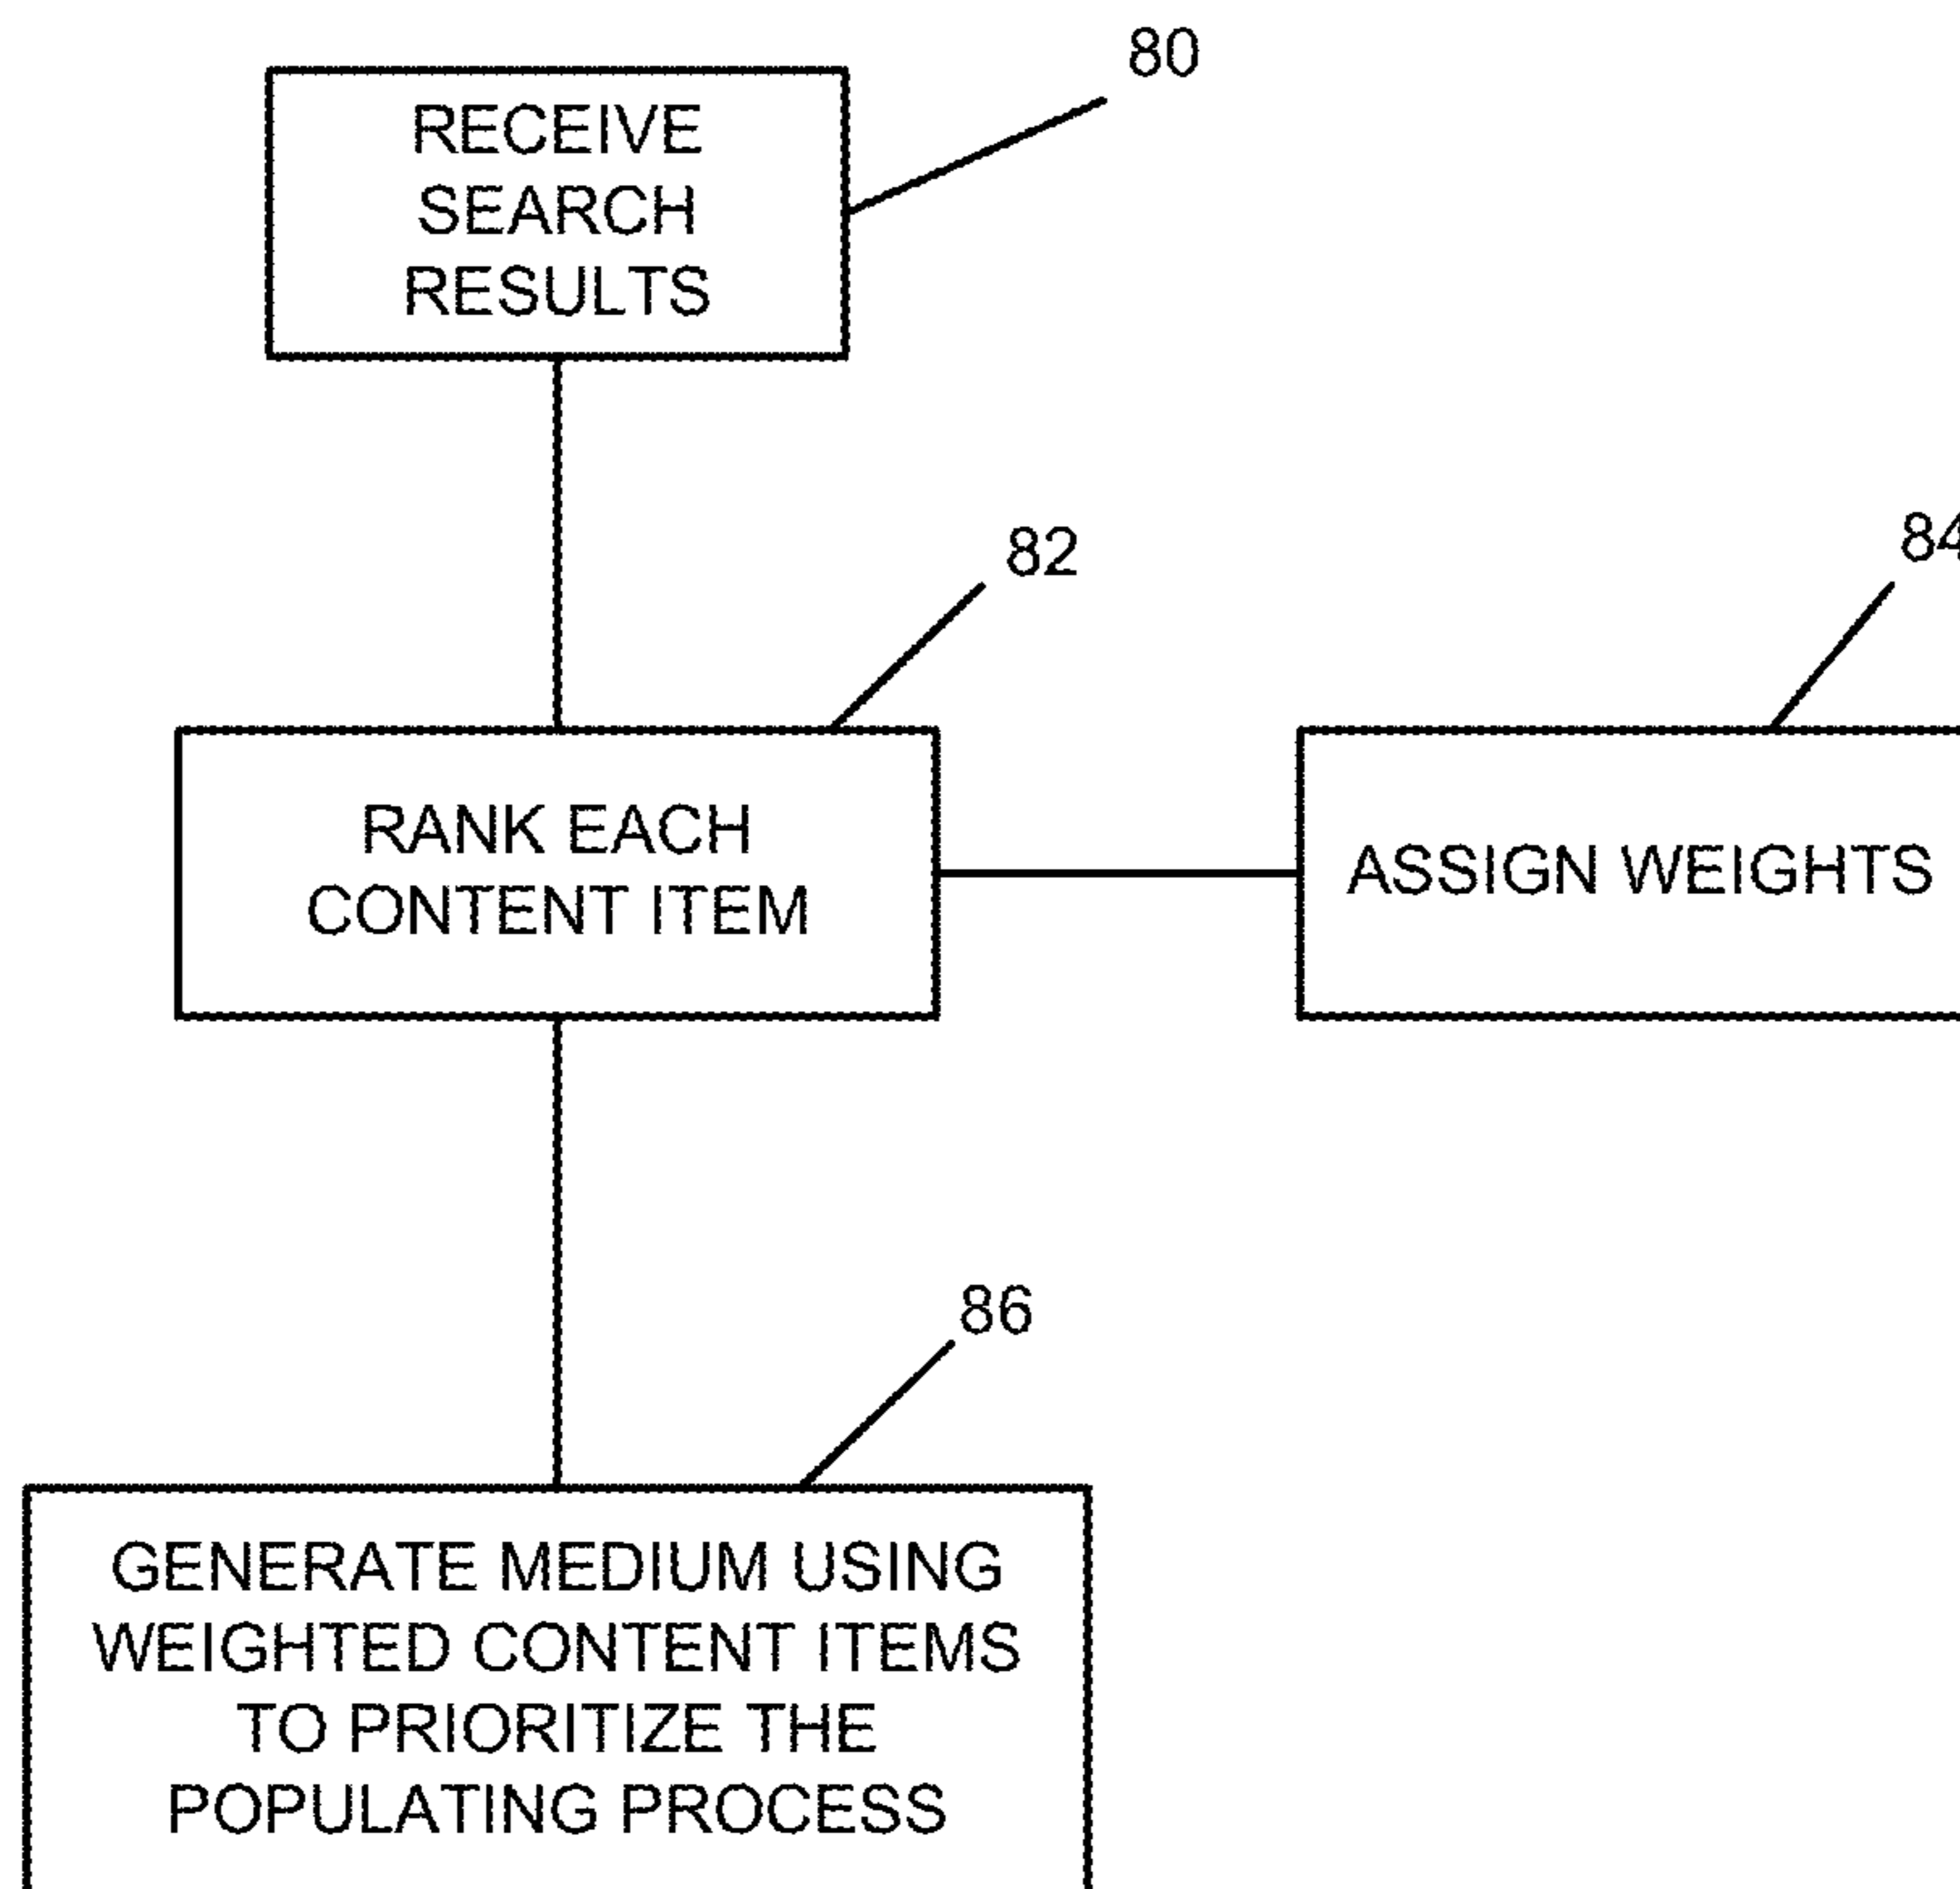 80
RECEIVE
SEARCH
RESULTS
82
84
RANK EACH
CONTENT ITEM
ASSIGN WEIGHTS
86
GENERATE MEDIUM USING
WEIGHTED CONTENT ITEMS
TO PRIORITIZE THE
POPULATING PROCESS